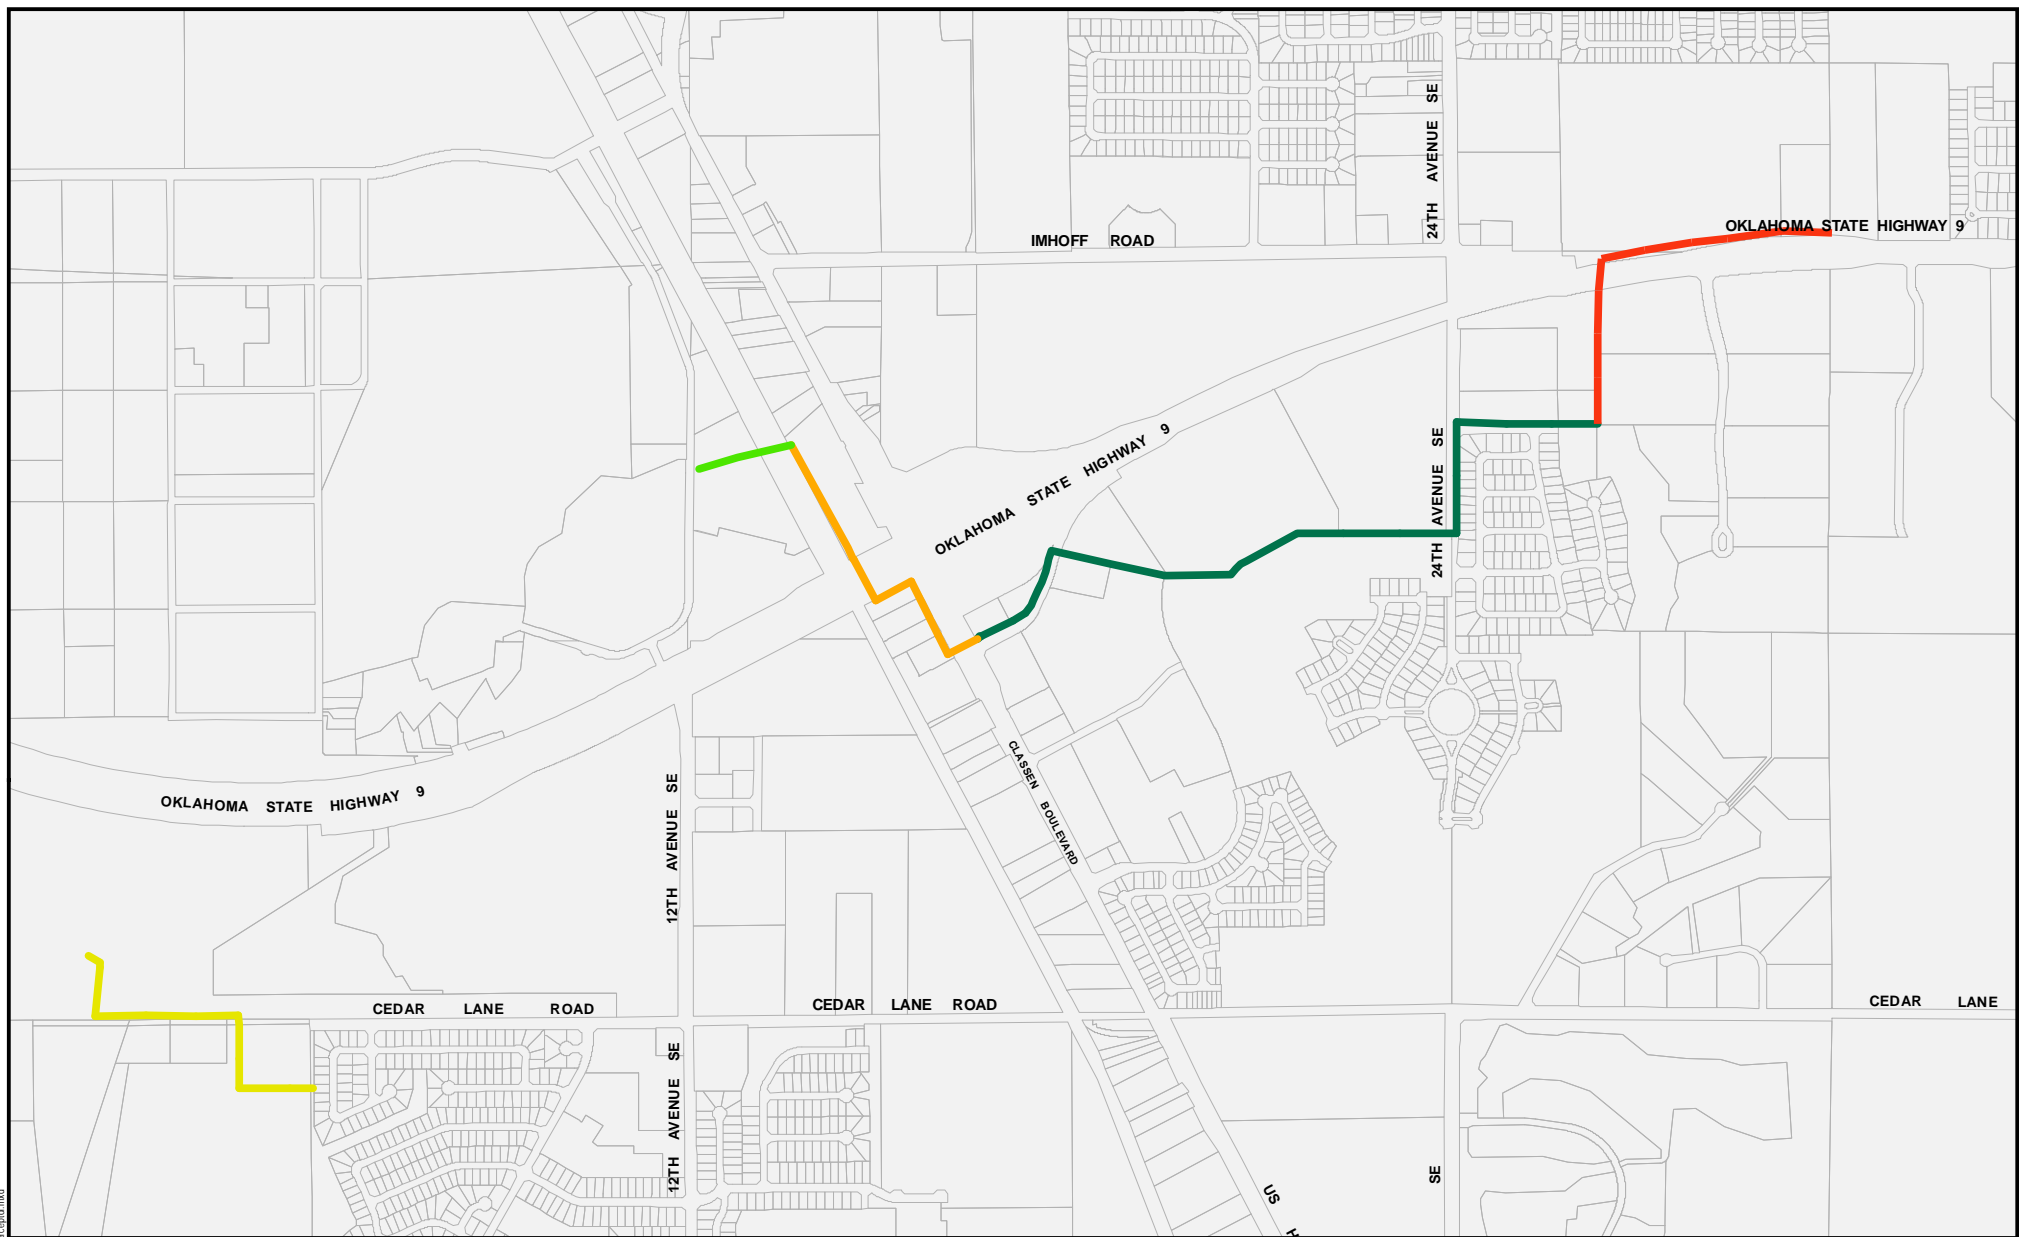 24TH AVENUE SE
OKLAHOMA STATE HIGHWAY 9
IMHOFF ROAD
OKLAHOMA STATE HIGHWAY 9
24TH AVENUE SE
CLASSEN BOULEVARD
OKLAHOMA STATE HIGHWAY 9
12TH AVENUE SE
CEDAR LANE ROAD
CEDAR LANE ROAD
CEDAR LANE
12TH AVENUE SE
SE
US H